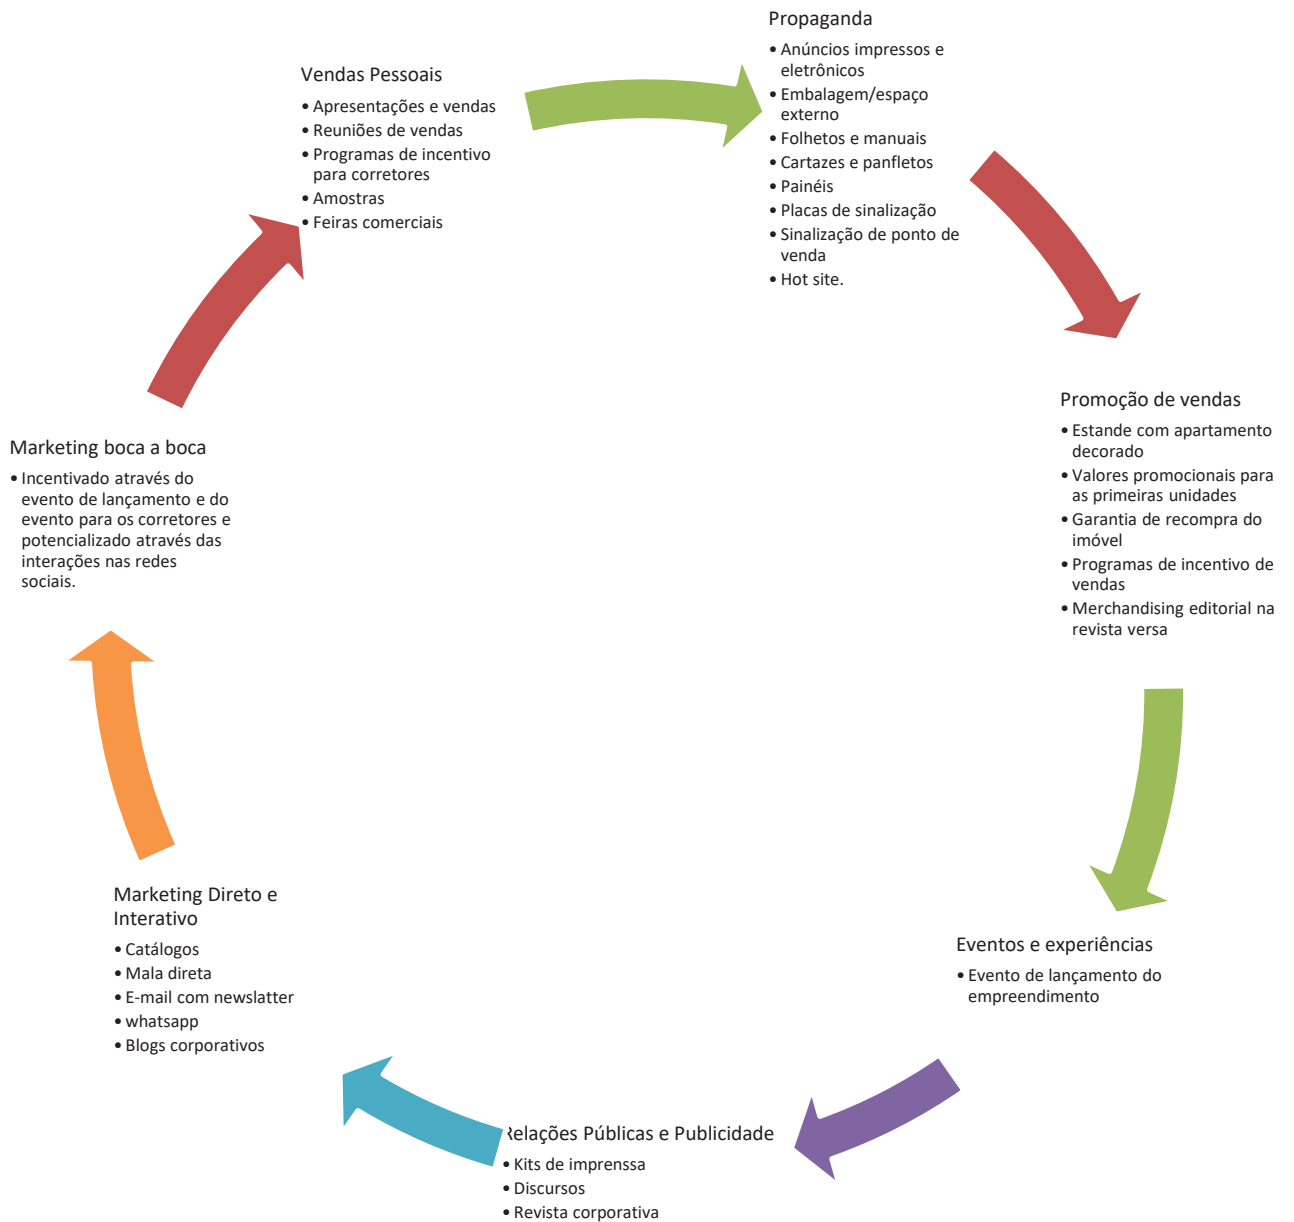 Propaganda
• Anúncios impressos e
eletrônicos
• Embalagem/espaço
externo
• Folhetos e manuais
• Cartazes e panfletos
• Painéis
• Placas de sinalização
• Sinalização de ponto de
venda
• Hot site.
Promoção de vendas
• Estande com apartamento
decorado
• Valores promocionais para
as primeiras unidades
• Garantia de recompra do
imóvel
• Programas de incentivo de
vendas
• Merchandising editorial na
revista versa
Eventos e experiências
• Evento de lançamento do
empreendimento
Relações Públicas e Publicidade
• Kits de imprenssa
• Discursos
• Revista corporativa
Marketing Direto e
Interativo
• Catálogos
• Mala direta
• E-mail com newslatter
• whatsapp
• Blogs corporativos
Marketing boca a boca
• Incentivado através do
evento de lançamento e do
evento para os corretores e
potencializado através das
interações nas redes
sociais.
Vendas Pessoais
• Apresentações e vendas
• Reuniões de vendas
• Programas de incentivo
para corretores
• Amostras
• Feiras comerciais